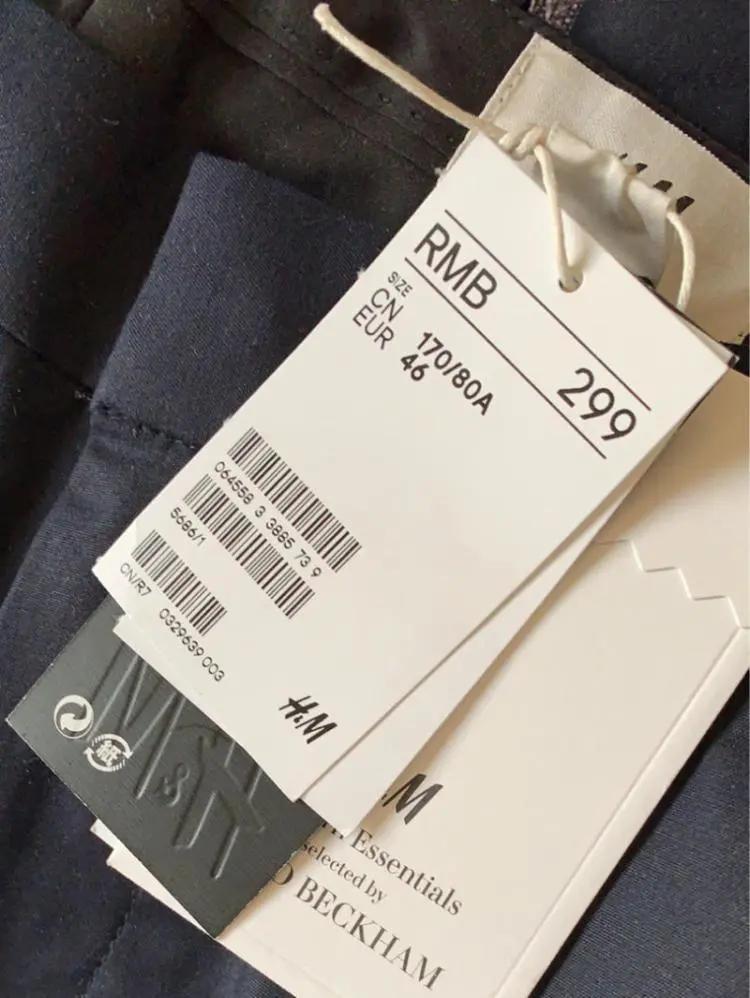 RMB 299
SIZE
CN 170/80A
EUR 46
064558 3 3885 73 9
5686/1
CN/R7 0329639 003
H&M
紙
M&H
Essentials
selected by
BECKHAM